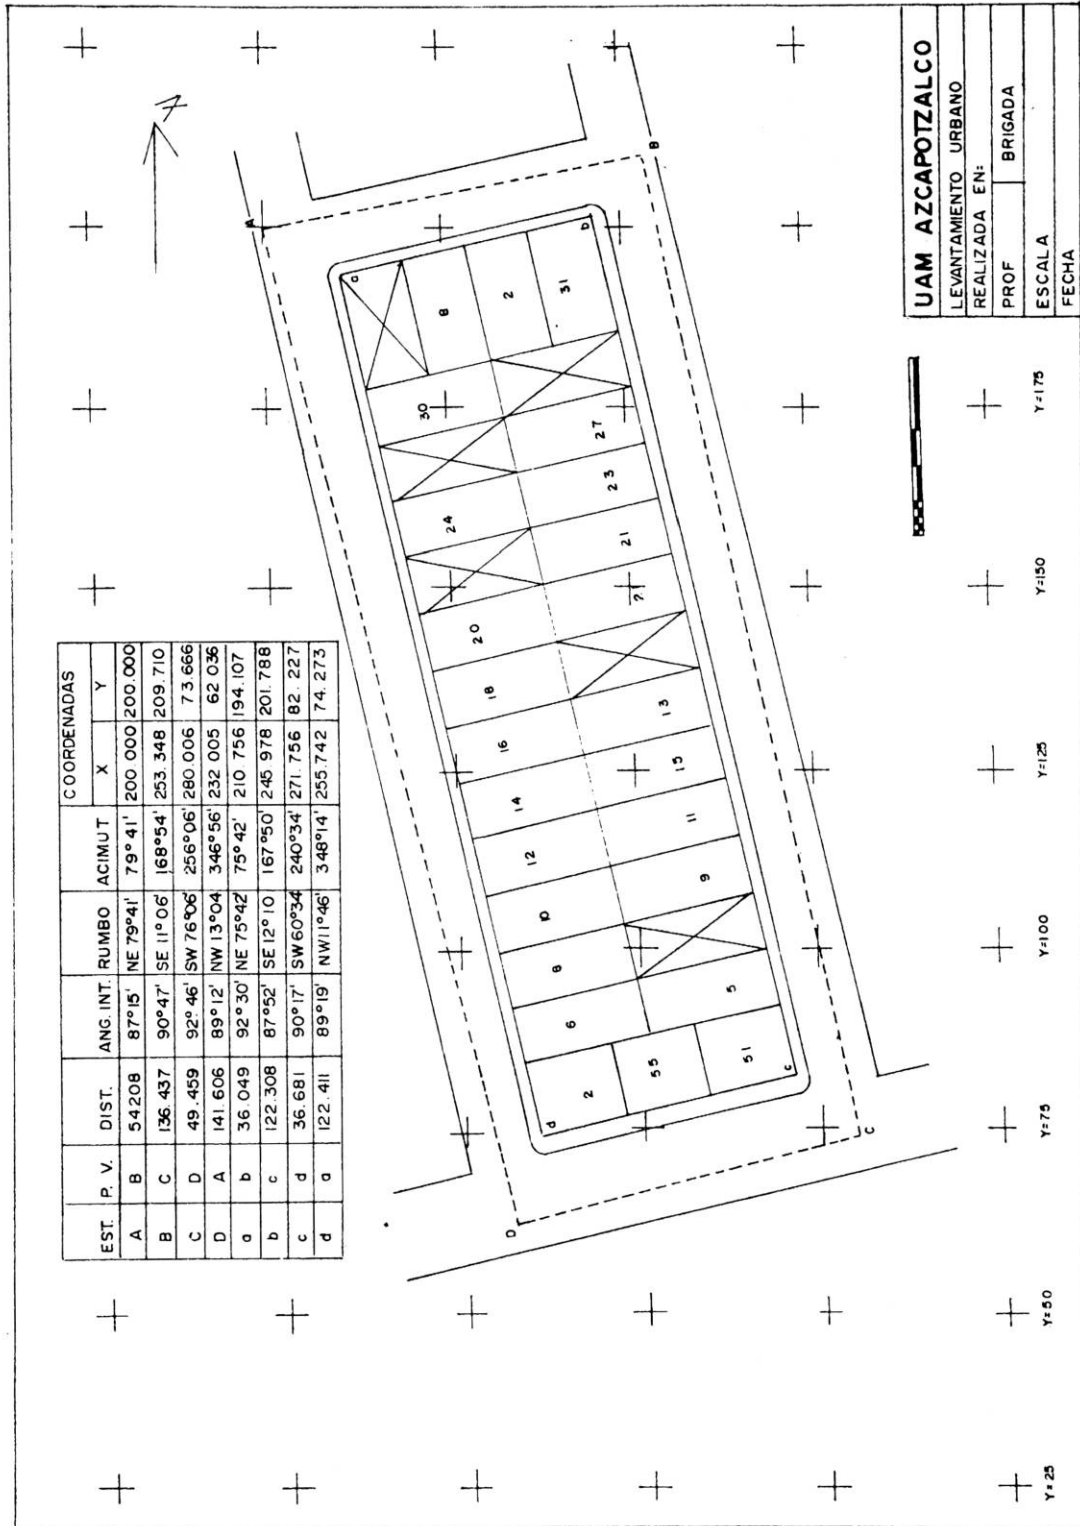 COORDENADAS
EST. P. V. DIST. ANG. INT. RUMBO ACIMUT X Y
A B 54208 87°15' NE 79°41' 79°41' 200.000 200.000
B C 136.437 90°47' SE 11°06' 168°54' 253.348 209.710
C D 49.459 92°46' SW 76°06' 256°06' 280.006 73.666
D A 141.606 89°12' NW 13°04 346°56' 232 005 62 036
a b 36.049 92°30' NE 75°42' 75°42' 210 756 194.107
b c 122.308 87°52' SE 12°10 167°50' 245 978 201.788
c d 36.681 90°17' SW 60°34' 240°34' 271.756 82.227
d a 122.411 89°19' NW11°46' 348°14' 255.742 74.273
A
B
C
D
a
b
c
d
8
2
31
30
27
23
24
21
20
18
16
13
14
15
12
11
10
9
8
6
5
2
55
51
Y=25
Y=50
Y=75
Y=100
Y=125
Y=150
Y=175
UAM AZCAPOTZALCO
LEVANTAMIENTO URBANO
REALIZADA EN:
PROF BRIGADA
ESCALA
FECHA